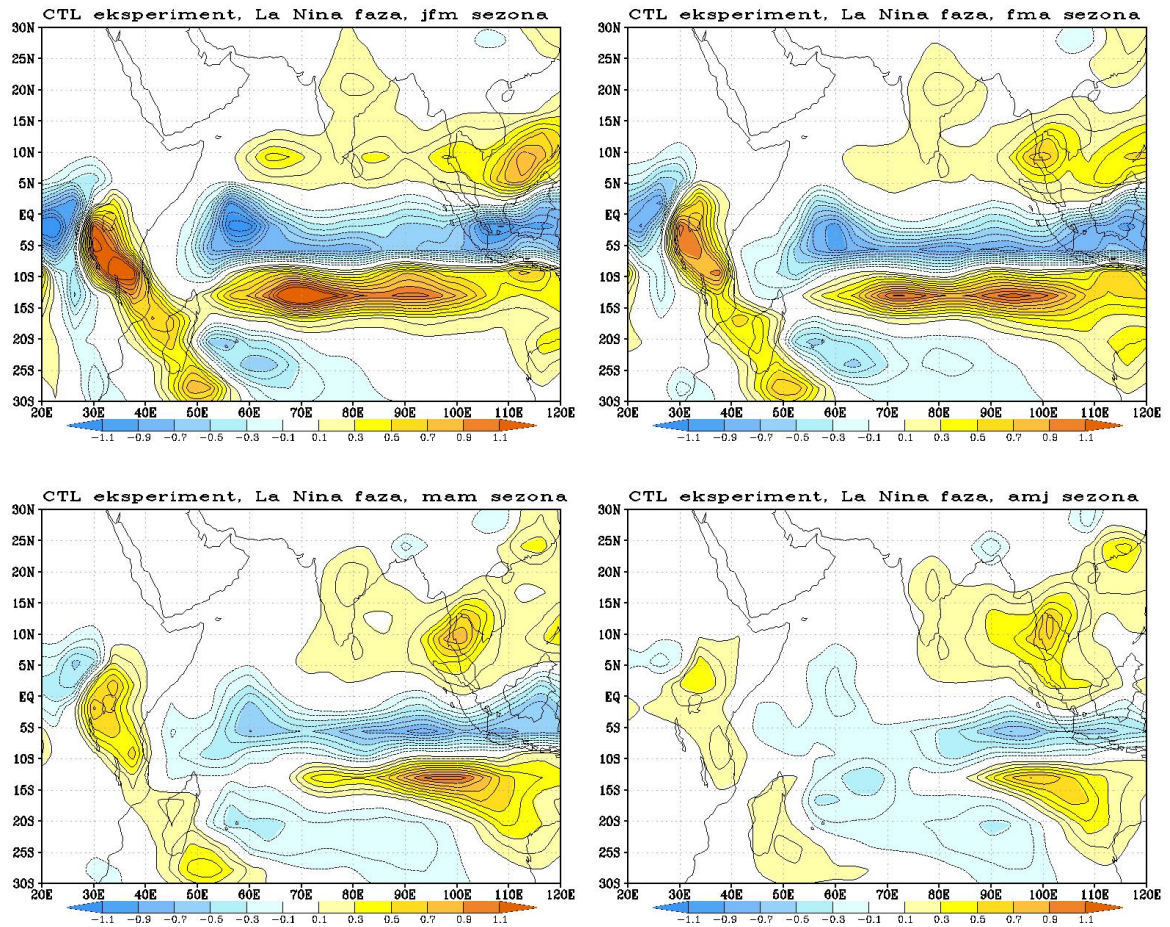 CTL eksperiment, La Nina faza, jfm sezona
30N
25N
20N
15N
10N
5N
EQ
5S
10S
15S
20S
25S
30S
20E 30E 40E 50E 60E 70E 80E 90E 100E 110E 120E
-1.1 -0.9 -0.7 -0.5 -0.3 -0.1 0.1 0.3 0.5 0.7 0.9 1.1
CTL eksperiment, La Nina faza, fma sezona
30N
25N
20N
15N
10N
5N
EQ
5S
10S
15S
20S
25S
30S
20E 30E 40E 50E 60E 70E 80E 90E 100E 110E 120E
-1.1 -0.9 -0.7 -0.5 -0.3 -0.1 0.1 0.3 0.5 0.7 0.9 1.1
CTL eksperiment, La Nina faza, mam sezona
30N
25N
20N
15N
10N
5N
EQ
5S
10S
15S
20S
25S
30S
20E 30E 40E 50E 60E 70E 80E 90E 100E 110E 120E
-1.1 -0.9 -0.7 -0.5 -0.3 -0.1 0.1 0.3 0.5 0.7 0.9 1.1
CTL eksperiment, La Nina faza, amj sezona
30N
25N
20N
15N
10N
5N
EQ
5S
10S
15S
20S
25S
30S
20E 30E 40E 50E 60E 70E 80E 90E 100E 110E 120E
-1.1 -0.9 -0.7 -0.5 -0.3 -0.1 0.1 0.3 0.5 0.7 0.9 1.1